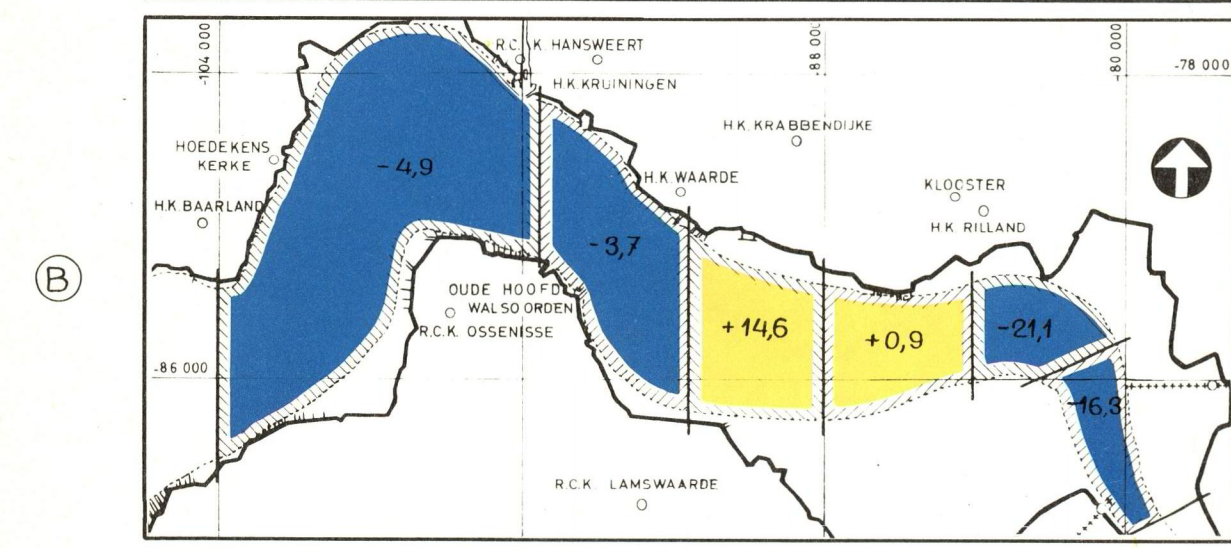 -104 000
R.C. K. HANSWEERT
-88 000
-80 000
-78 000
H.K. KRUININGEN
H.K. KRABBENDIJKE
HOEDEKENS
KERKE
- 4,9
H.K. WAARDE
KLOOSTER
H.K. BAARLAND
H.K. RILLAND
- 3,7
B
OUDE HOOFD
WALSOORDEN
R.C.K. OSSENISSE
+ 14,6
+ 0,9
-21,1
-86 000
-16,3
R.C.K. LAMSWAARDE